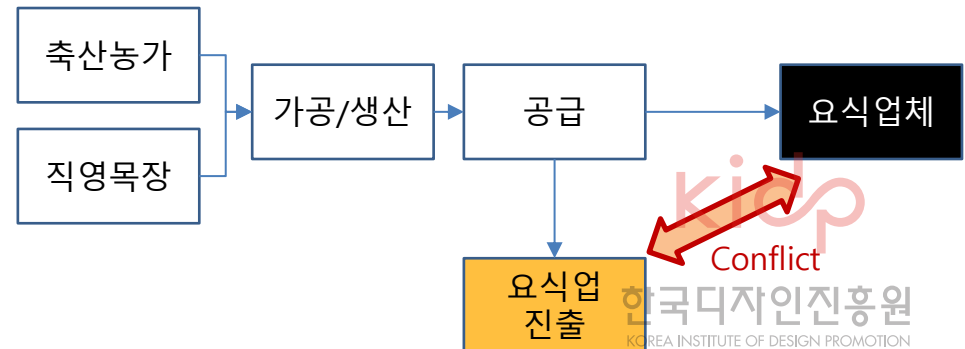 축산농가
직영목장
가공/생산
공급
요식업체
kidp
Conflict
요식업
진출
한국디자인진흥원
KOREA INSTITUTE OF DESIGN PROMOTION